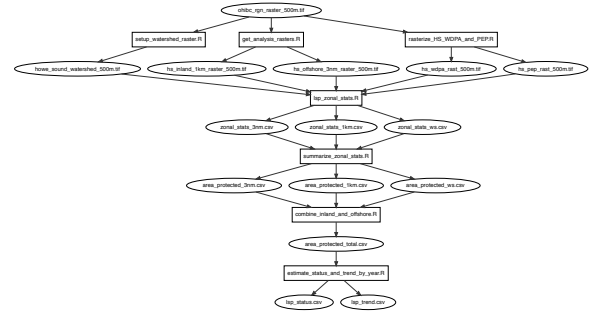 ohibc_rgn_raster_500m.tif
setup_watershed_raster.R
get_analysis_rasters.R
rasterize_HS_WDPA_and_PEP.R
howe_sound_watershed_500m.tif
hs_inland_1km_raster_500m.tif
hs_offshore_3nm_raster_500m.tif
hs_wdpa_rast_500m.tif
hs_pep_rast_500m.tif
lsp_zonal_stats.R
zonal_stats_3nm.csv
zonal_stats_1km.csv
zonal_stats_ws.csv
summarize_zonal_stats.R
area_protected_3nm.csv
area_protected_1km.csv
area_protected_ws.csv
combine_inland_and_offshore.R
area_protected_total.csv
estimate_status_and_trend_by_year.R
lsp_status.csv
lsp_trend.csv